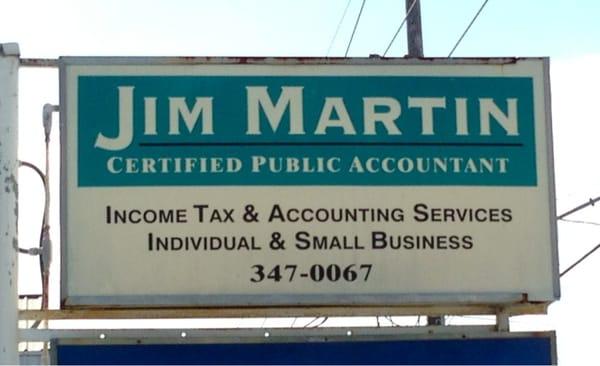 JIM MARTIN
CERTIFIED PUBLIC ACCOUNTANT
INCOME TAX & ACCOUNTING SERVICES
INDIVIDUAL & SMALL BUSINESS
347-0067